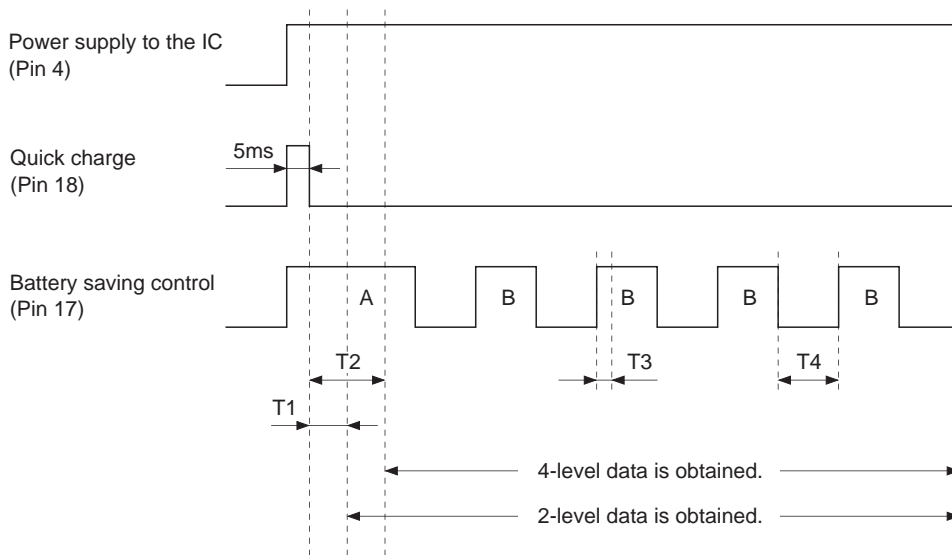 Power supply to the IC
(Pin 4)
Quick charge
(Pin 18)
5ms
Battery saving control
(Pin 17)
A
B
B
B
B
T2
T3
T4
T1
4-level data is obtained.
2-level data is obtained.